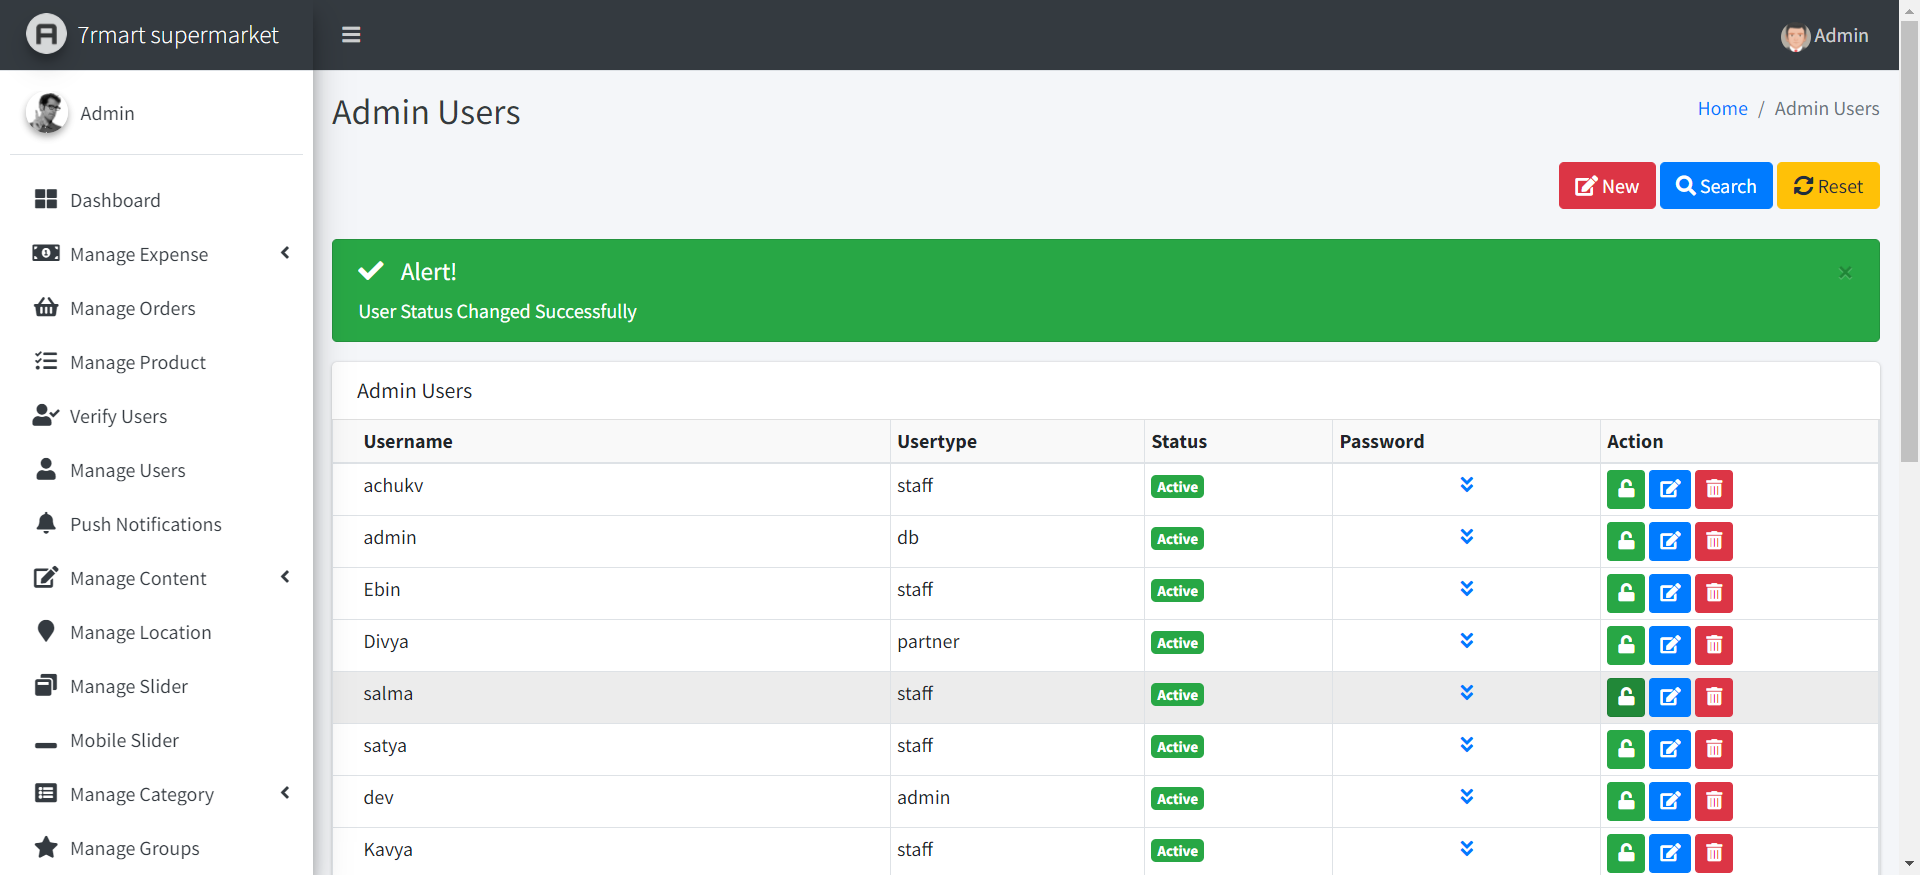 7rmart supermarket
Admin
Admin
Dashboard
Manage Expense
Manage Orders
Manage Product
Verify Users
Manage Users
Push Notifications
Manage Content
Manage Location
Manage Slider
Mobile Slider
Manage Category
Manage Groups
Admin Users
Home / Admin Users
New Search Reset
Alert!
×
User Status Changed Successfully
Admin Users
Username Usertype Status Password Action
achukv staff Active
admin db Active
Ebin staff Active
Divya partner Active
salma staff Active
satya staff Active
dev admin Active
Kavya staff Active